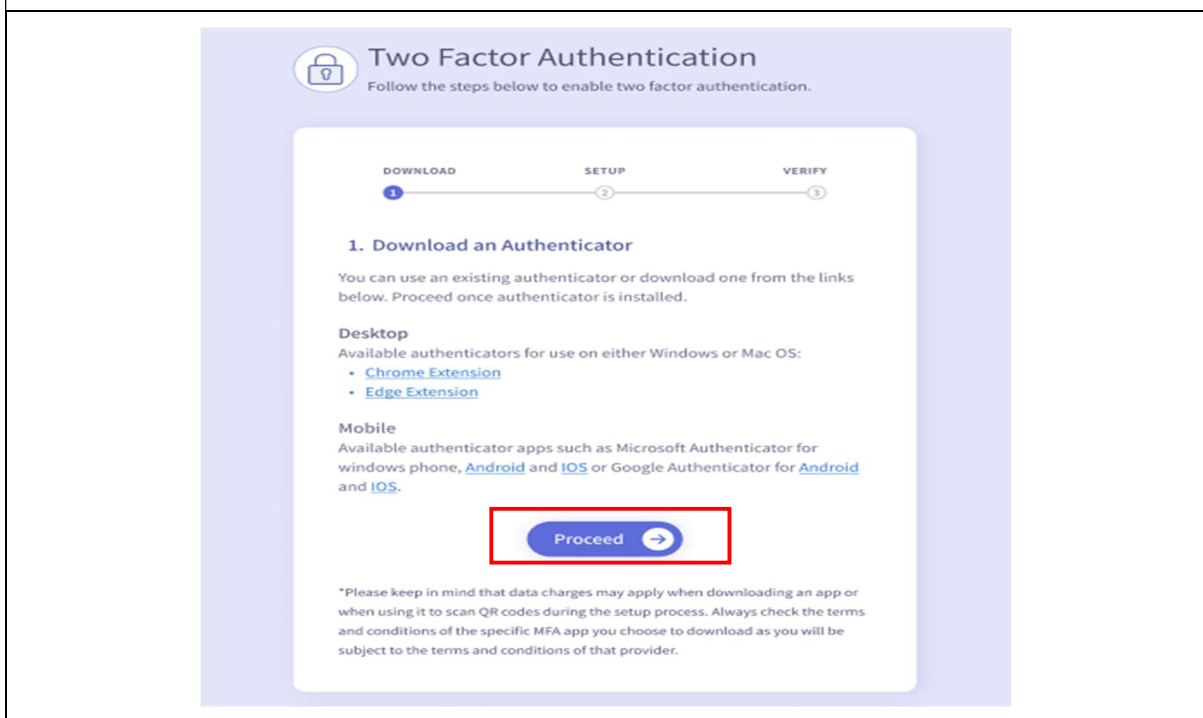 Two Factor Authentication
Follow the steps below to enable two factor authentication.
DOWNLOAD SETUP VERIFY
1 2 3
1. Download an Authenticator
You can use an existing authenticator or download one from the links
below. Proceed once authenticator is installed.
Desktop
Available authenticators for use on either Windows or Mac OS:
• Chrome Extension
• Edge Extension
Mobile
Available authenticator apps such as Microsoft Authenticator for
windows phone, Android and IOS or Google Authenticator for Android
and IOS.
Proceed
*Please keep in mind that data charges may apply when downloading an app or
when using it to scan QR codes during the setup process. Always check the terms
and conditions of the specific MFA app you choose to download as you will be
subject to the terms and conditions of that provider.